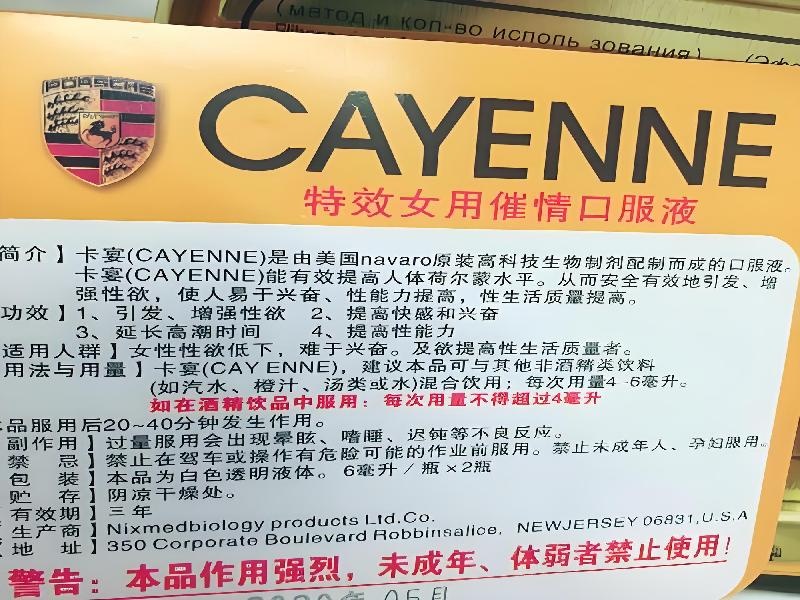 (метод и кол-во исполь зования)
CAYENNE
特效女用催情口服液
简介】卡宴(CAYENNE)是由美国navaro原装高科技生物制剂配制而成的口服液。
卡宴(CAYENNE)能有效提高人体荷尔蒙水平。从而安全有效地引发、增
强性欲，使人易于兴奋、性能力提高，性生活质量提高。
功效】1、引发、增强性欲 2、提高快感和兴奋
3、延长高潮时间 4、提高性能力
适用人群】女性性欲低下，难于兴奋。及欲提高性生活质量者。
用法与用量】卡宴(CAY ENNE)，建议本品可与其他非酒精类饮料
(如汽水、橙汁、汤类或水)混合饮用；每次用量4-6毫升。
如在酒精饮品中服用：每次用量不得超过4毫升
本品服用后20~40分钟发生作用。
副作用】过量服用会出现晕眩、嗜睡、迟钝等不良反应。
禁 忌】禁止在驾车或操作有危险可能的作业前服用。禁止未成年人、孕妇服用。
包 装】本品为白色透明液体。6毫升/瓶×2瓶
贮 存】阴凉干燥处。
有效期】三年
生产商】Nixmedbiology products Ltd.Co.
地 址】350 Corporate Boulevard Robbinsalice, NEWJERSEY 06831,U.S.A
警告：本品作用强烈，未成年、体弱者禁止使用！